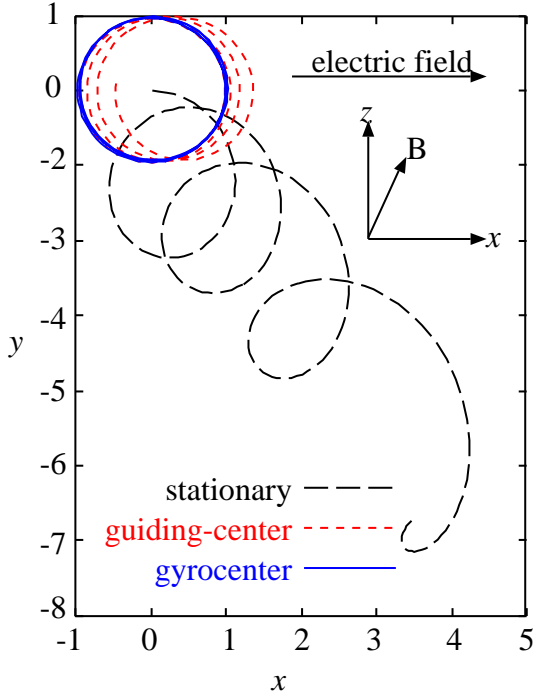 1
electric field
0
z
B
-2
-3
x
-4
y
-5
-6
stationary
guiding-center
-7
gyrocenter
-8
-1 0 1 2 3 4 5
x